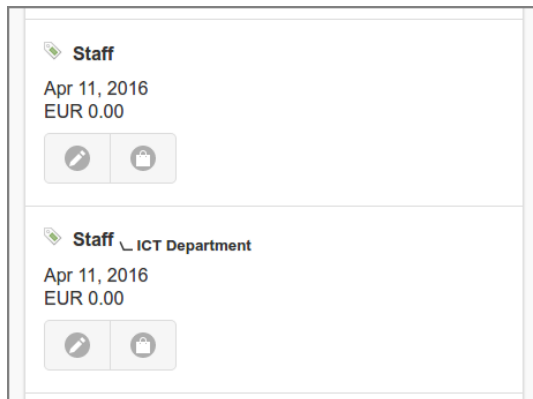 Staff
Apr 11, 2016
EUR 0.00
Staff ICT Department
Apr 11, 2016
EUR 0.00